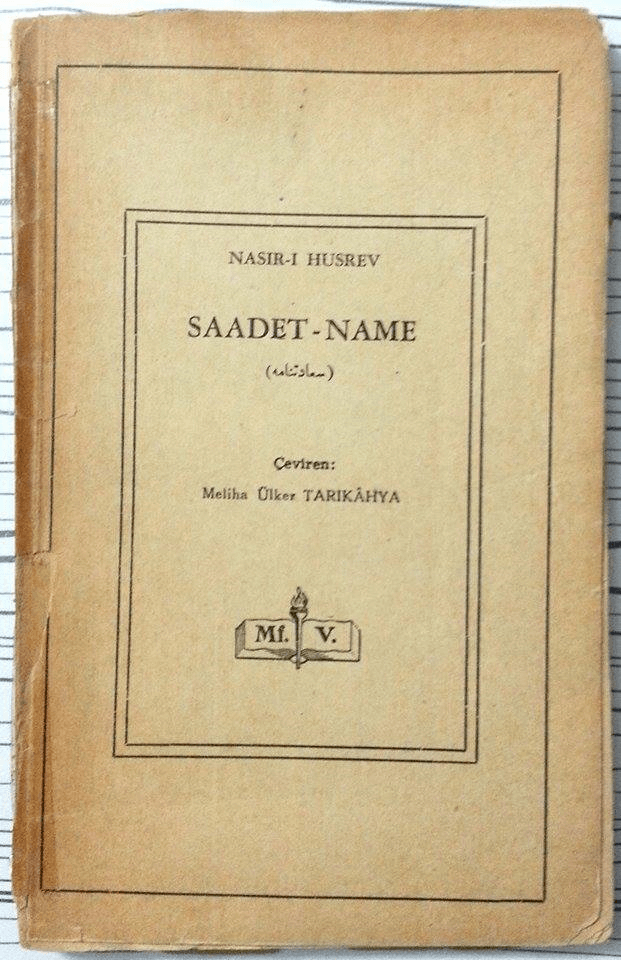 NASIR-I HUSREV
SAADET - NAME
(سعادتنامه)
Çeviren:
Meliha Ülker TARIKÂHYA
Mf. V.